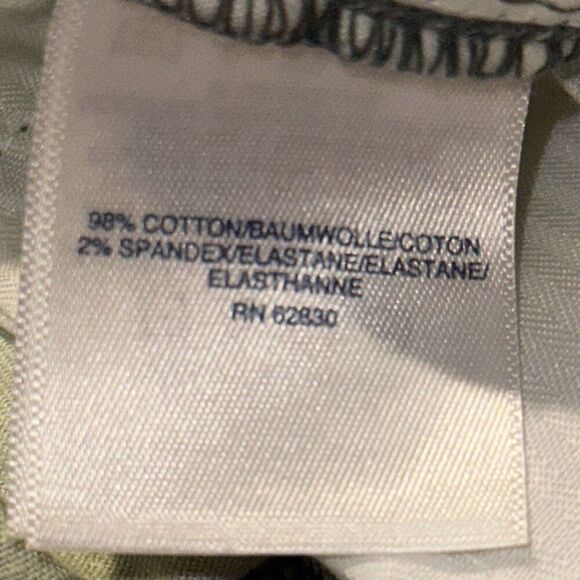 98% COTTON/BAUMWOLLE/COTON
2% SPANDEX/ELASTANE/ELASTANE/
ELASTHANNE
RN 62830